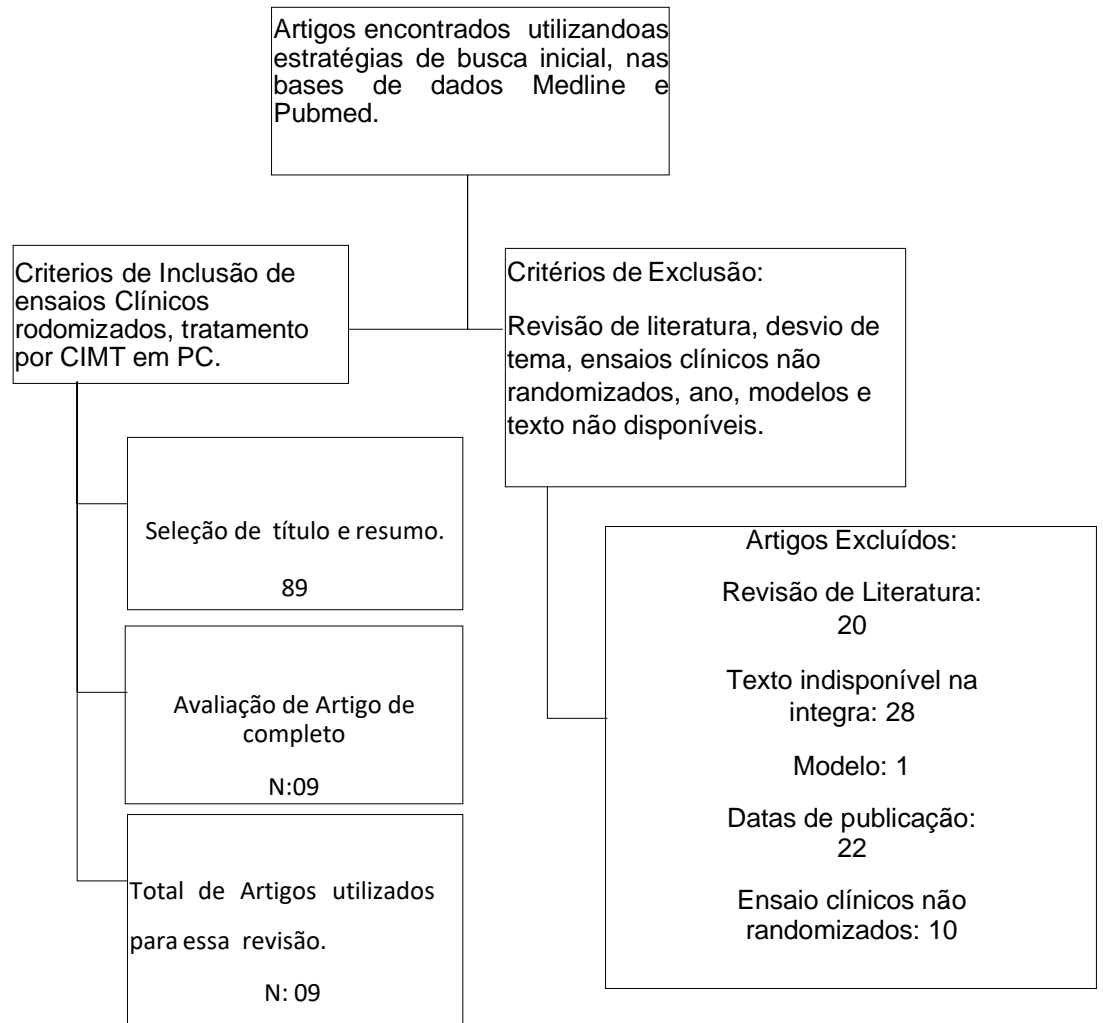 Artigos encontrados utilizandoas
estratégias de busca inicial, nas
bases de dados Medline e
Pubmed.
Criterios de Inclusão de
ensaios Clínicos
rodomizados, tratamento
por CIMT em PC.
Critérios de Exclusão:
Revisão de literatura, desvio de
tema, ensaios clínicos não
randomizados, ano, modelos e
texto não disponíveis.
Seleção de título e resumo.
89
Avaliação de Artigo de
completo
N:09
Total de Artigos utilizados
para essa revisão.
N: 09
Artigos Excluídos:
Revisão de Literatura:
20
Texto indisponível na
integra: 28
Modelo: 1
Datas de publicação:
22
Ensaio clínicos não
randomizados: 10